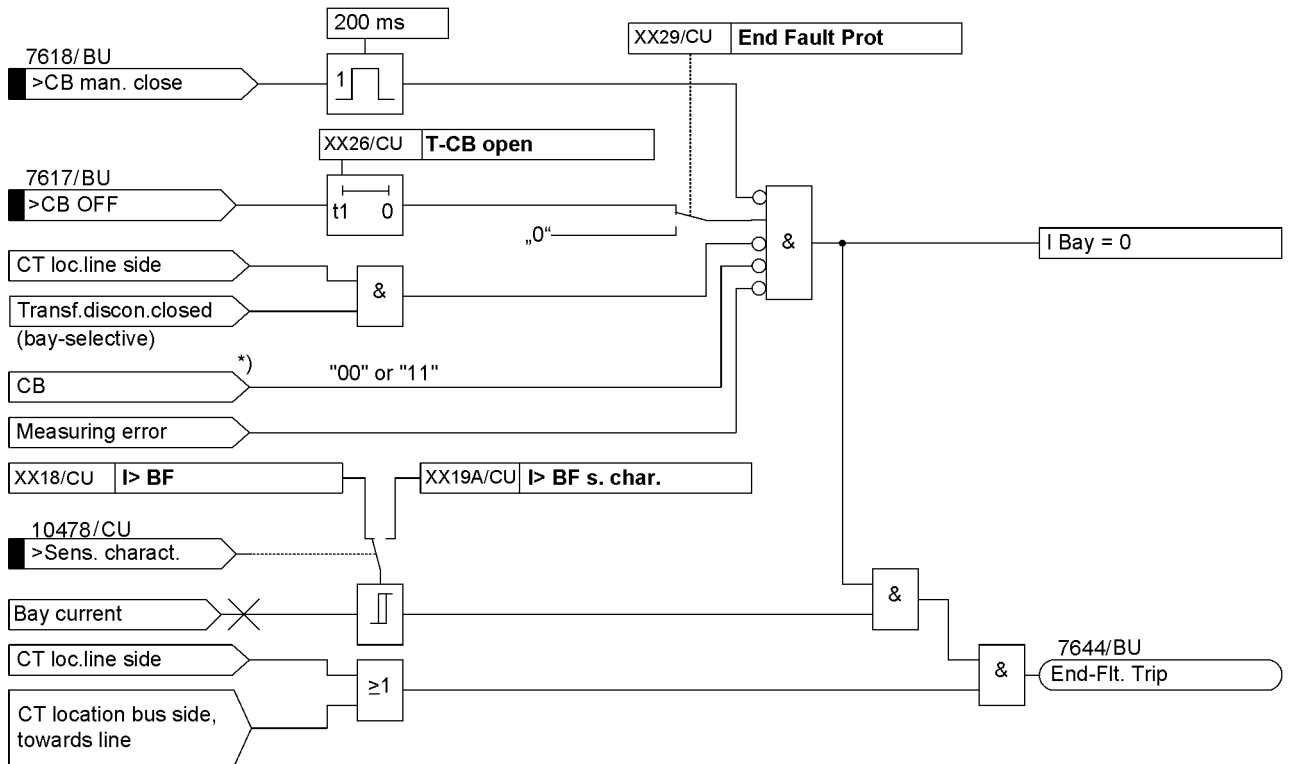 200 ms
XX29/CU End Fault Prot
7618/BU
>CB man. close
1
XX26/CU T-CB open
7617/BU
>CB OFF
t1 0
„0“
&
I Bay = 0
CT loc.line side
&
Transf.discon.closed
(bay-selective)
*)
CB
"00" or "11"
Measuring error
XX18/CU I> BF
XX19A/CU I> BF s. char.
10478/CU
>Sens. charact.
Bay current
&
CT loc.line side
≥1
7644/BU
&
End-Flt. Trip
CT location bus side,
towards line